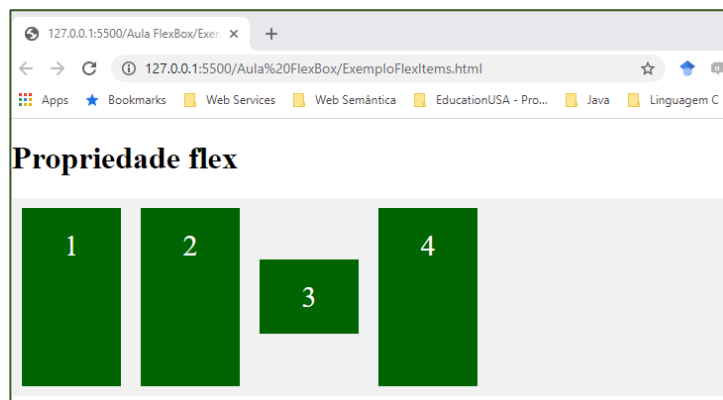 127.0.0.1:5500/Aula FlexBox/Exem
127.0.0.1:5500/Aula%20FlexBox/ExemploFlexItems.html
Apps Bookmarks Web Services Web Semântica EducationUSA - Pro... Java Linguagem C
Propriedade flex
1 2 3 4